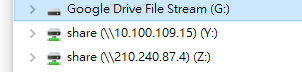 Google Drive File Stream (G:)
share (\\10.100.109.15) (Y:)
share (\\210.240.87.4) (Z:)